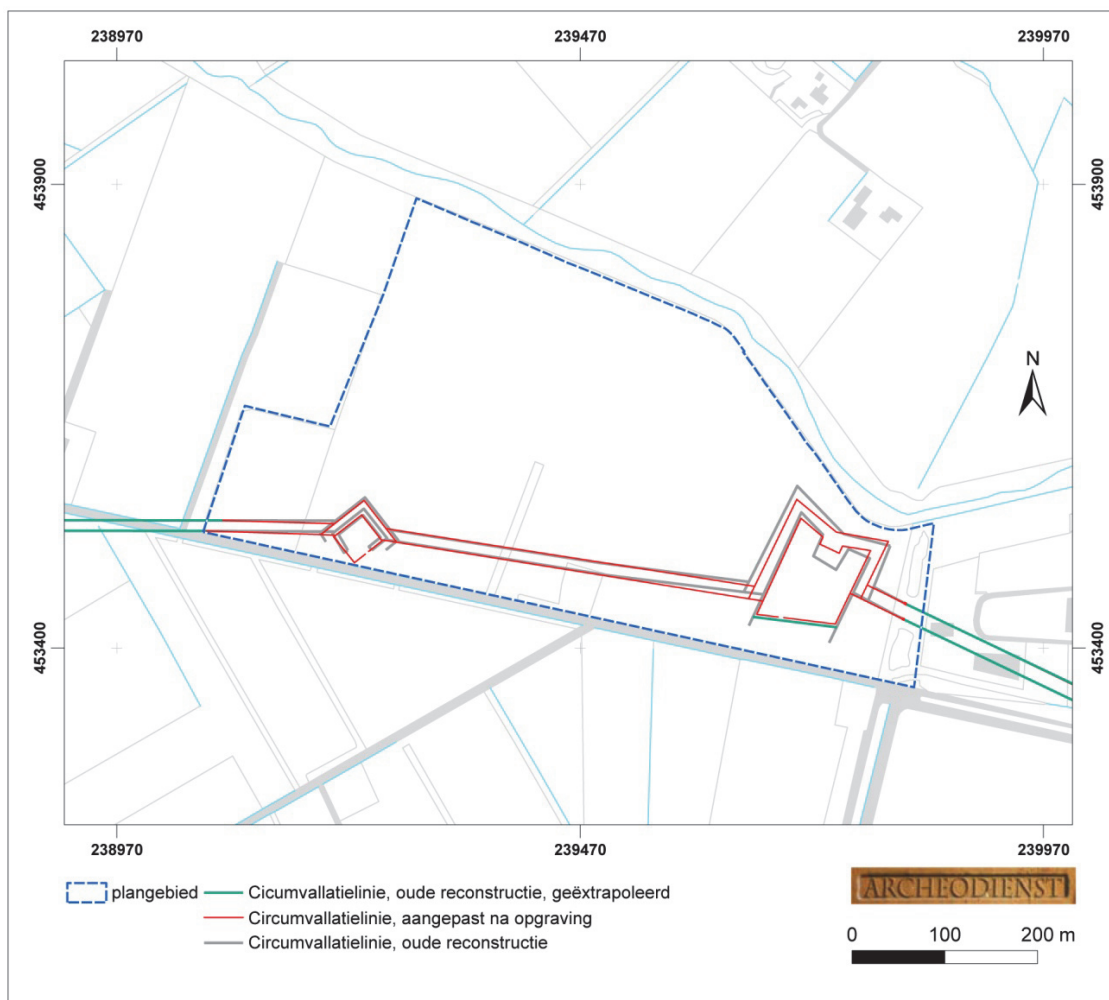 238970 239470 239970
453900 453900
N
453400 453400
238970 239470 239970
plangebied
Cicumvallatielinie, oude reconstructie, geëxtrapoleerd
Circumvallatielinie, aangepast na opgraving
Circumvallatielinie, oude reconstructie
ARCHEODIENST
0 100 200 m